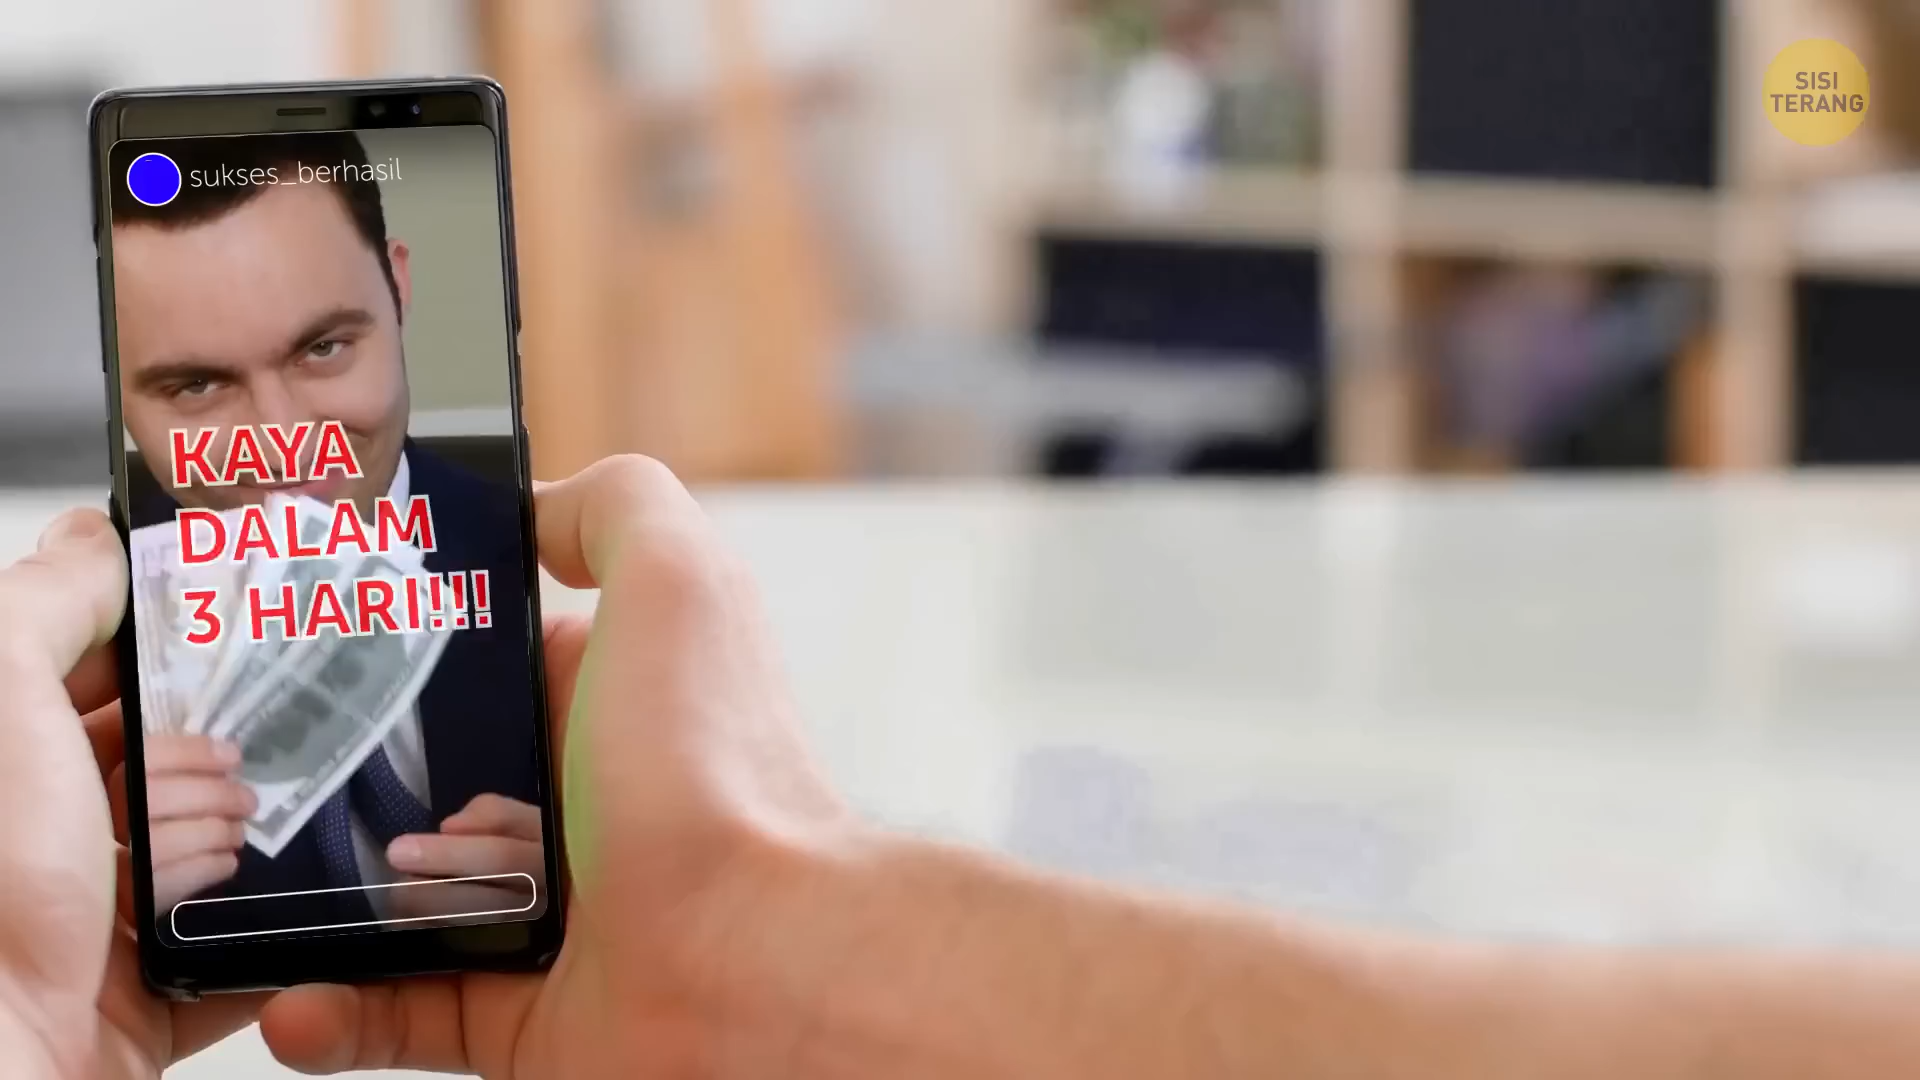 SISI
TERANG
sukses_berhasil
KAYA
DALAM
3 HARI!!!